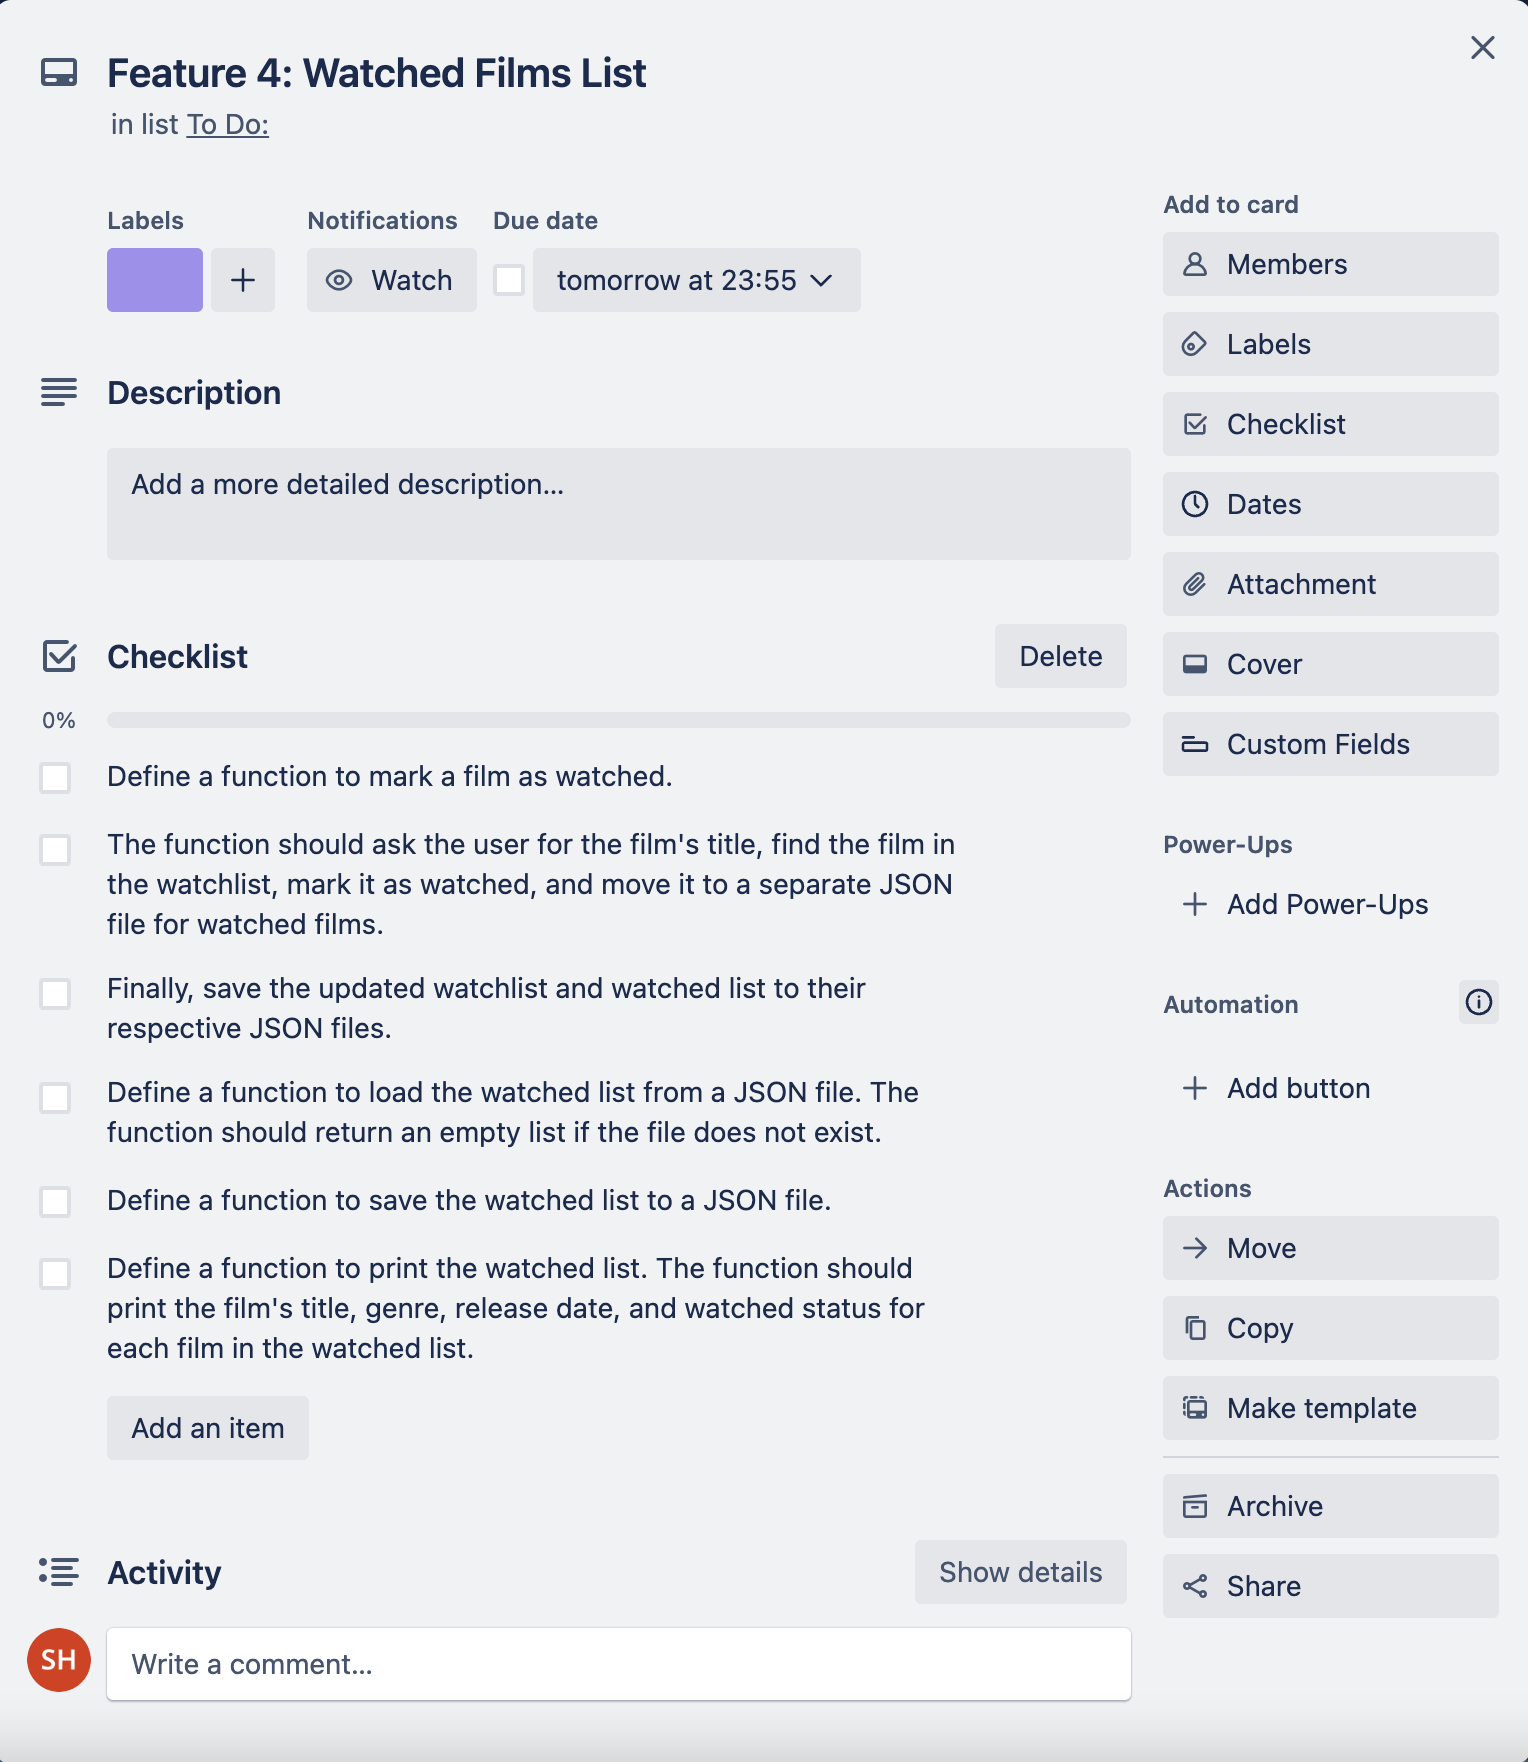 Feature 4: Watched Films List
in list To Do:
Labels
Notifications
Due date
Watch
tomorrow at 23:55
Description
Add a more detailed description...
Checklist
Delete
0%
Define a function to mark a film as watched.
The function should ask the user for the film's title, find the film in
the watchlist, mark it as watched, and move it to a separate JSON
file for watched films.
Finally, save the updated watchlist and watched list to their
respective JSON files.
Define a function to load the watched list from a JSON file. The
function should return an empty list if the file does not exist.
Define a function to save the watched list to a JSON file.
Define a function to print the watched list. The function should
print the film's title, genre, release date, and watched status for
each film in the watched list.
Add an item
Activity
Show details
SH
Write a comment...
Add to card
Members
Labels
Checklist
Dates
Attachment
Cover
Custom Fields
Power-Ups
Add Power-Ups
Automation
Add button
Actions
Move
Copy
Make template
Archive
Share